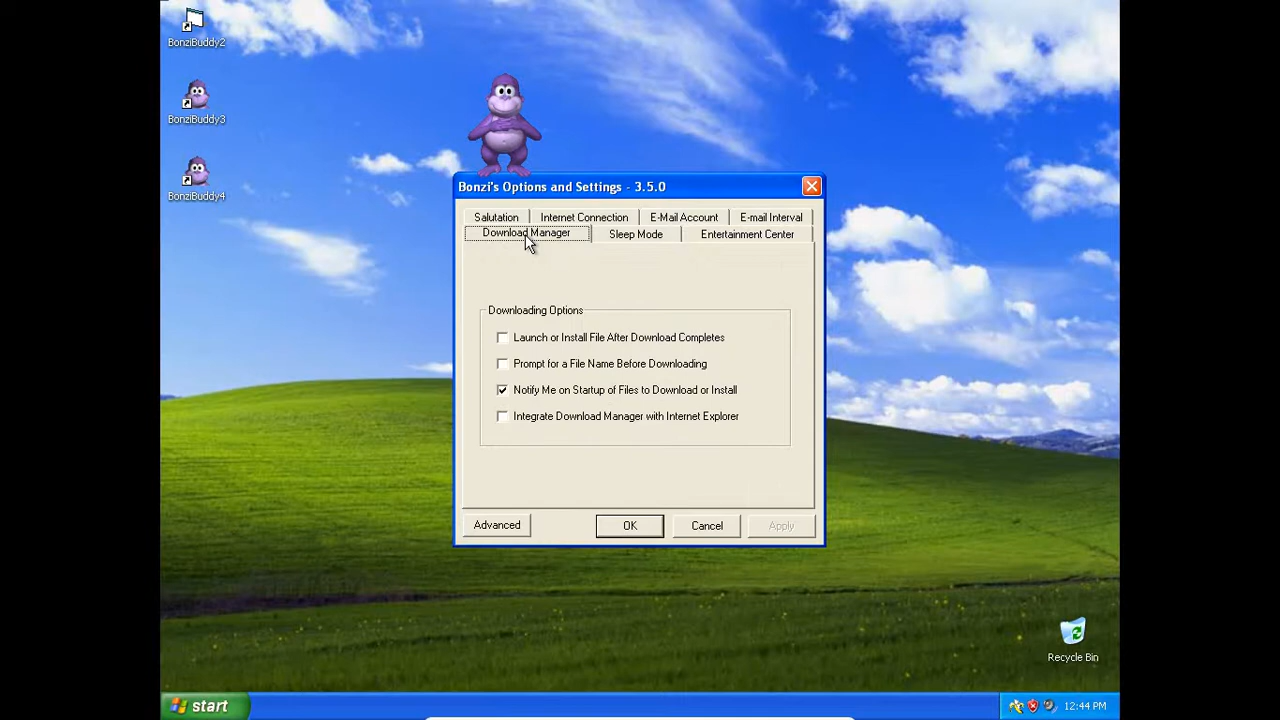 BonziBuddy2
BonziBuddy3
BonziBuddy4
Bonzi's Options and Settings - 3.5.0
Salutation
Internet Connection
E-Mail Account
E-mail Interval
Download Manager
Sleep Mode
Entertainment Center
Downloading Options
Launch or Install File After Download Completes
Prompt for a File Name Before Downloading
Notify Me on Startup of Files to Download or Install
Integrate Download Manager with Internet Explorer
Advanced
OK
Cancel
Apply
Recycle Bin
start
12:44 PM